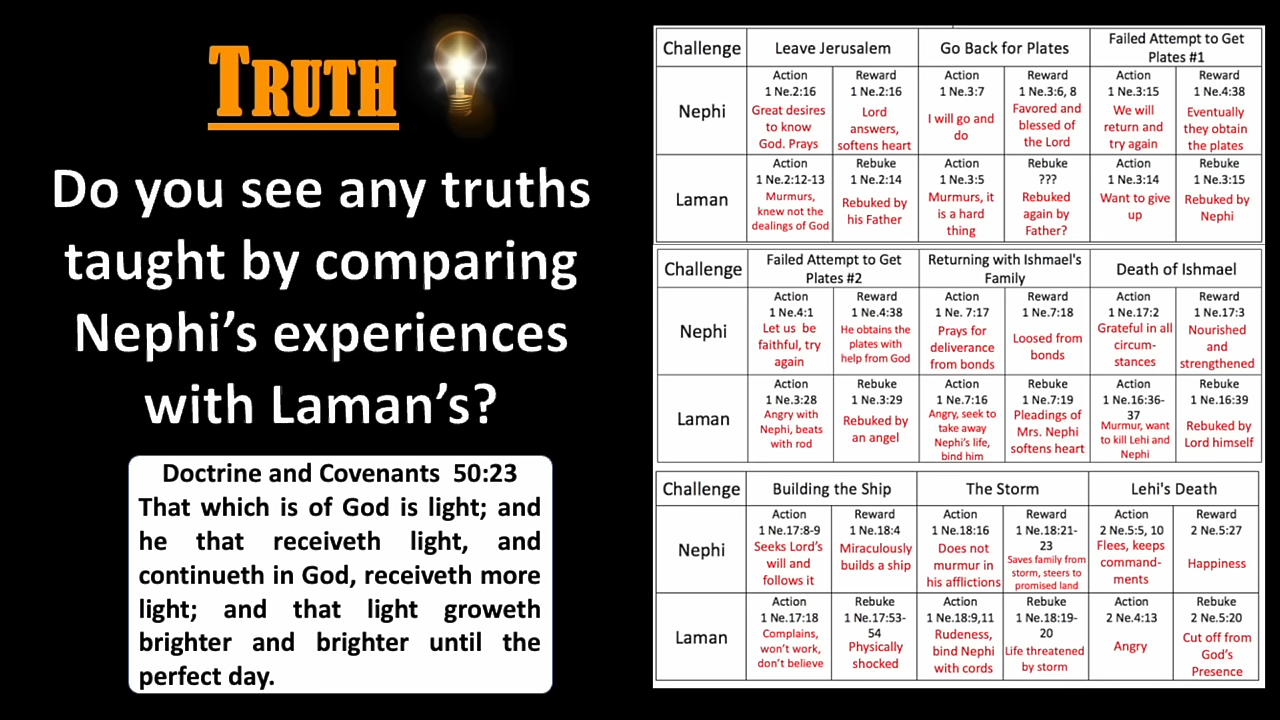 TRUTH
Do you see any truths
taught by comparing
Nephi’s experiences
with Laman’s?
Doctrine and Covenants 50:23
That which is of God is light; and
he that receiveth light, and
continueth in God, receiveth more
light; and that light groweth
brighter and brighter until the
perfect day.
Challenge Leave Jerusalem Go Back for Plates Failed Attempt to Get
Plates #1
Nephi
Action
1 Ne.2:16
Great desires
to know
God. Prays
Reward
1 Ne.2:16
Lord
answers,
softens heart
Action
1 Ne.3:7
I will go and
do
Reward
1 Ne.3:6, 8
Favored and
blessed of
the Lord
Action
1 Ne.3:15
We will
return and
try again
Reward
1 Ne.4:38
Eventually
they obtain
the plates
Laman
Action
1 Ne.2:12-13
Murmurs,
knew not the
dealings of God
Rebuke
1 Ne.2:14
Rebuked by
his Father
Action
1 Ne.3:5
Murmurs, it
is a hard
thing
Rebuke
???
Rebuked
again by
Father?
Action
1 Ne.3:14
Want to give
up
Rebuke
1 Ne.3:15
Rebuked by
Nephi
Challenge Failed Attempt to Get
Plates #2
Returning with Ishmael's
Family
Death of Ishmael
Nephi
Action
1 Ne.4:1
Let us be
faithful, try
again
Reward
1 Ne.4:38
He obtains the
plates with
help from God
Action
1 Ne. 7:17
Prays for
deliverance
from bonds
Reward
1 Ne.7:18
Loosed from
bonds
Action
1 Ne.17:2
Grateful in all
circum-
stances
Reward
1 Ne.17:3
Nourished
and
strengthened
Laman
Action
1 Ne.3:28
Angry with
Nephi, beats
with rod
Rebuke
1 Ne.3:29
Rebuked by
an angel
Action
1 Ne.7:16
Angry, seek to
take away
Nephi’s life,
bind him
Rebuke
1 Ne.7:19
Pleadings of
Mrs. Nephi
softens heart
Action
1 Ne.16:36-
37
Murmur, want
to kill Lehi and
Nephi
Rebuke
1 Ne.16:39
Rebuked by
Lord himself
Challenge Building the Ship The Storm Lehi's Death
Nephi
Action
1 Ne.17:8-9
Seeks Lord’s
will and
follows it
Reward
1 Ne.18:4
Miraculously
builds a ship
Action
1 Ne.18:16
Does not
murmur in
his afflictions
Reward
1 Ne.18:21-
23
Saves family from
storm, steers to
promised land
Action
2 Ne.5:5, 10
Flees, keeps
command-
ments
Reward
2 Ne.5:27
Happiness
Laman
Action
1 Ne.17:18
Complains,
won’t work,
don’t believe
Rebuke
1 Ne.17:53-
54
Physically
shocked
Action
1 Ne.18:9,11
Rudeness,
bind Nephi
with cords
Rebuke
1 Ne.18:19-
20
Life threatened
by storm
Action
2 Ne.4:13
Angry
Rebuke
2 Ne.5:20
Cut off from
God’s
Presence